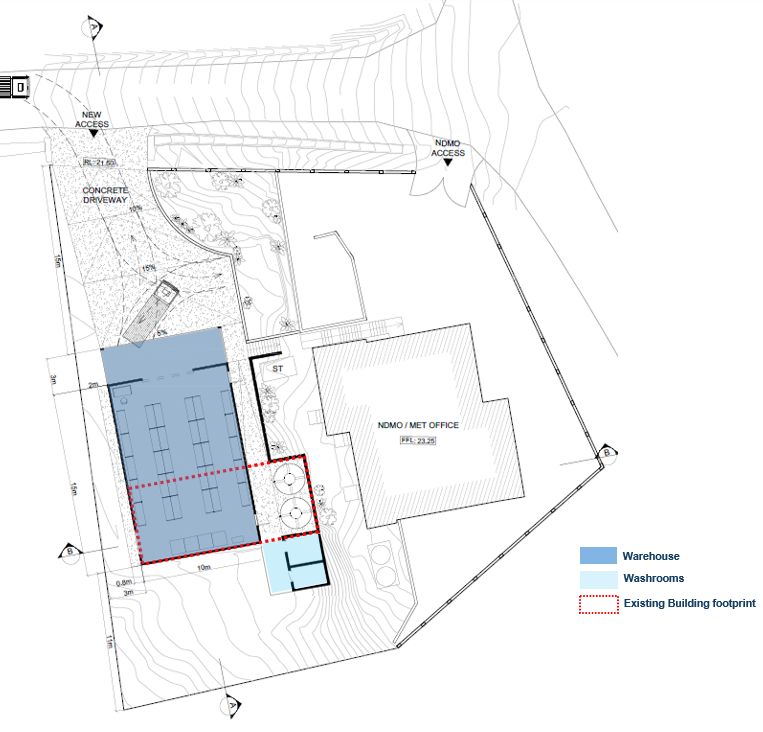 A
NEW
ACCESS
NDMO
ACCESS
RL: 21.60
CONCRETE
DRIVEWAY
10%
15m
15%
5%
3m
2m
ST
NDMO / MET OFFICE
FFL: 23.25
B
15m
B
10m
0.8m
3m
11m
A
Warehouse
Washrooms
Existing Building footprint